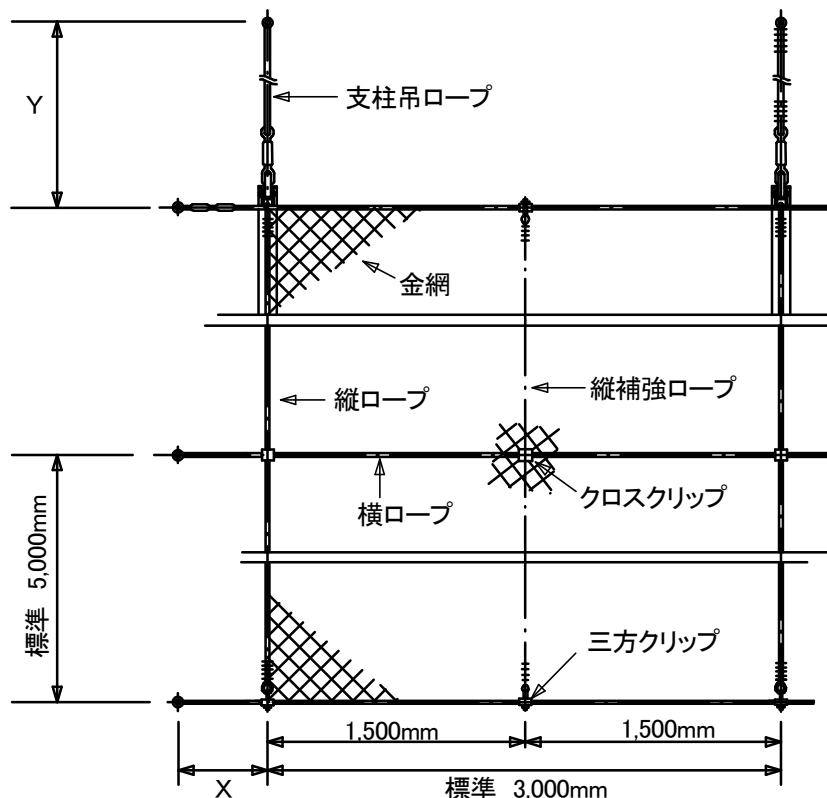 Y
支柱吊ロープ
金網
縦ロープ
縦補強ロープ
横ロープ
クロスクリップ
標準 5,000mm
三方クリップ
1,500mm
1,500mm
X
標準 3,000mm